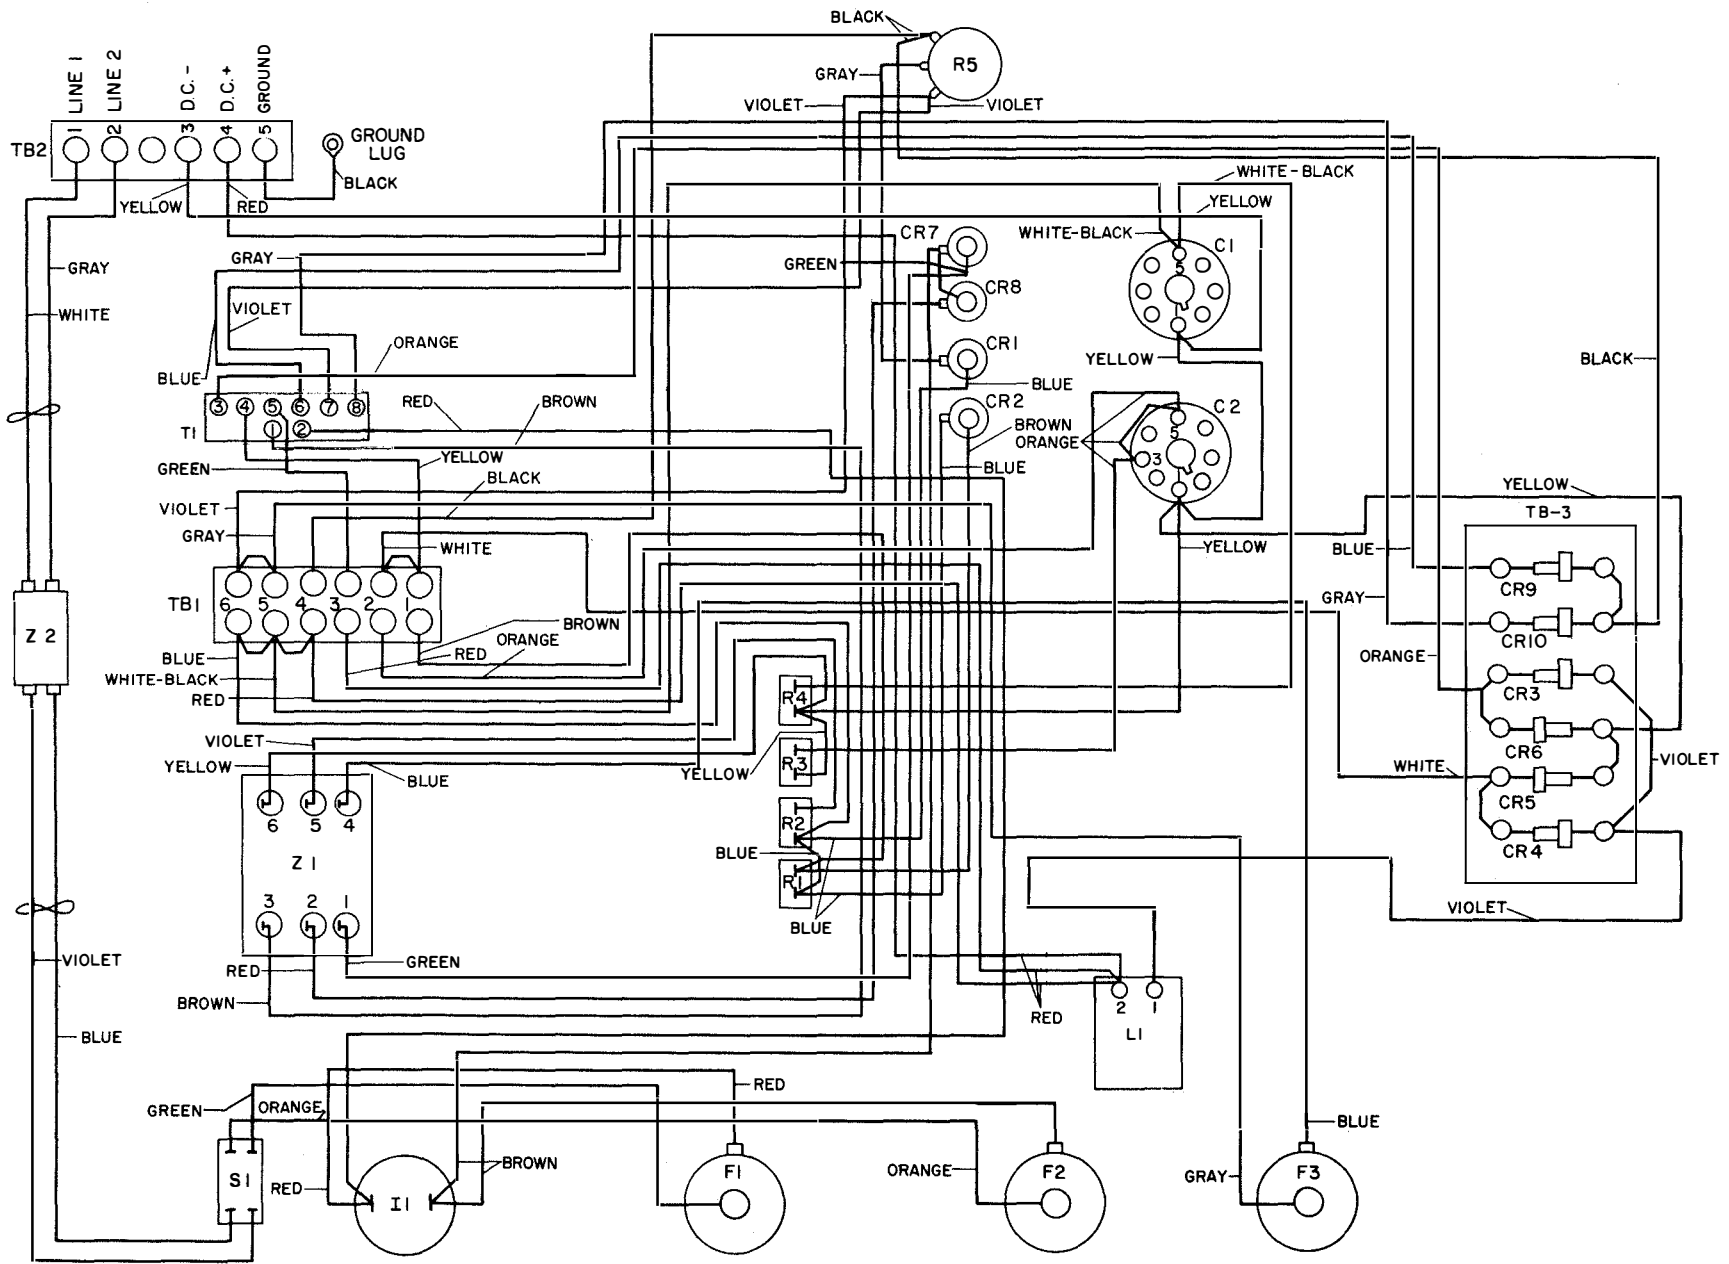 BLACK
R5
GRAY
VIOLET
VIOLET
LINE 1
LINE 2
D.C. -
D.C. +
GROUND
TB2
1
2
3
4
5
GROUND
LUG
BLACK
YELLOW
RED
WHITE-BLACK
YELLOW
WHITE-BLACK
CR7
C1
GRAY
GREEN
GRAY
5
CR8
VIOLET
WHITE
1
ORANGE
CR1
YELLOW
BLACK
BLUE
BLUE
CR2
C2
3
4
5
6
7
8
RED
BROWN
BROWN
T1
1
2
ORANGE
5
YELLOW
3
GREEN
BLUE
BLACK
YELLOW
VIOLET
TB-3
GRAY
WHITE
YELLOW
BLUE
CR9
TB1
6
5
4
3
2
1
GRAY
BROWN
Z 2
ORANGE
CR10
BLUE
RED
ORANGE
WHITE-BLACK
CR3
RED
R4
VIOLET
CR6
YELLOW
YELLOW
R3
WHITE
VIOLET
BLUE
CR5
6
5
4
R2
BLUE
CR4
Z1
R1
3
2
1
VIOLET
BLUE
VIOLET
GREEN
RED
BROWN
2
1
RED
L1
BLUE
RED
GREEN
ORANGE
BLUE
BROWN
ORANGE
F1
F2
GRAY
F3
S1
RED
I1